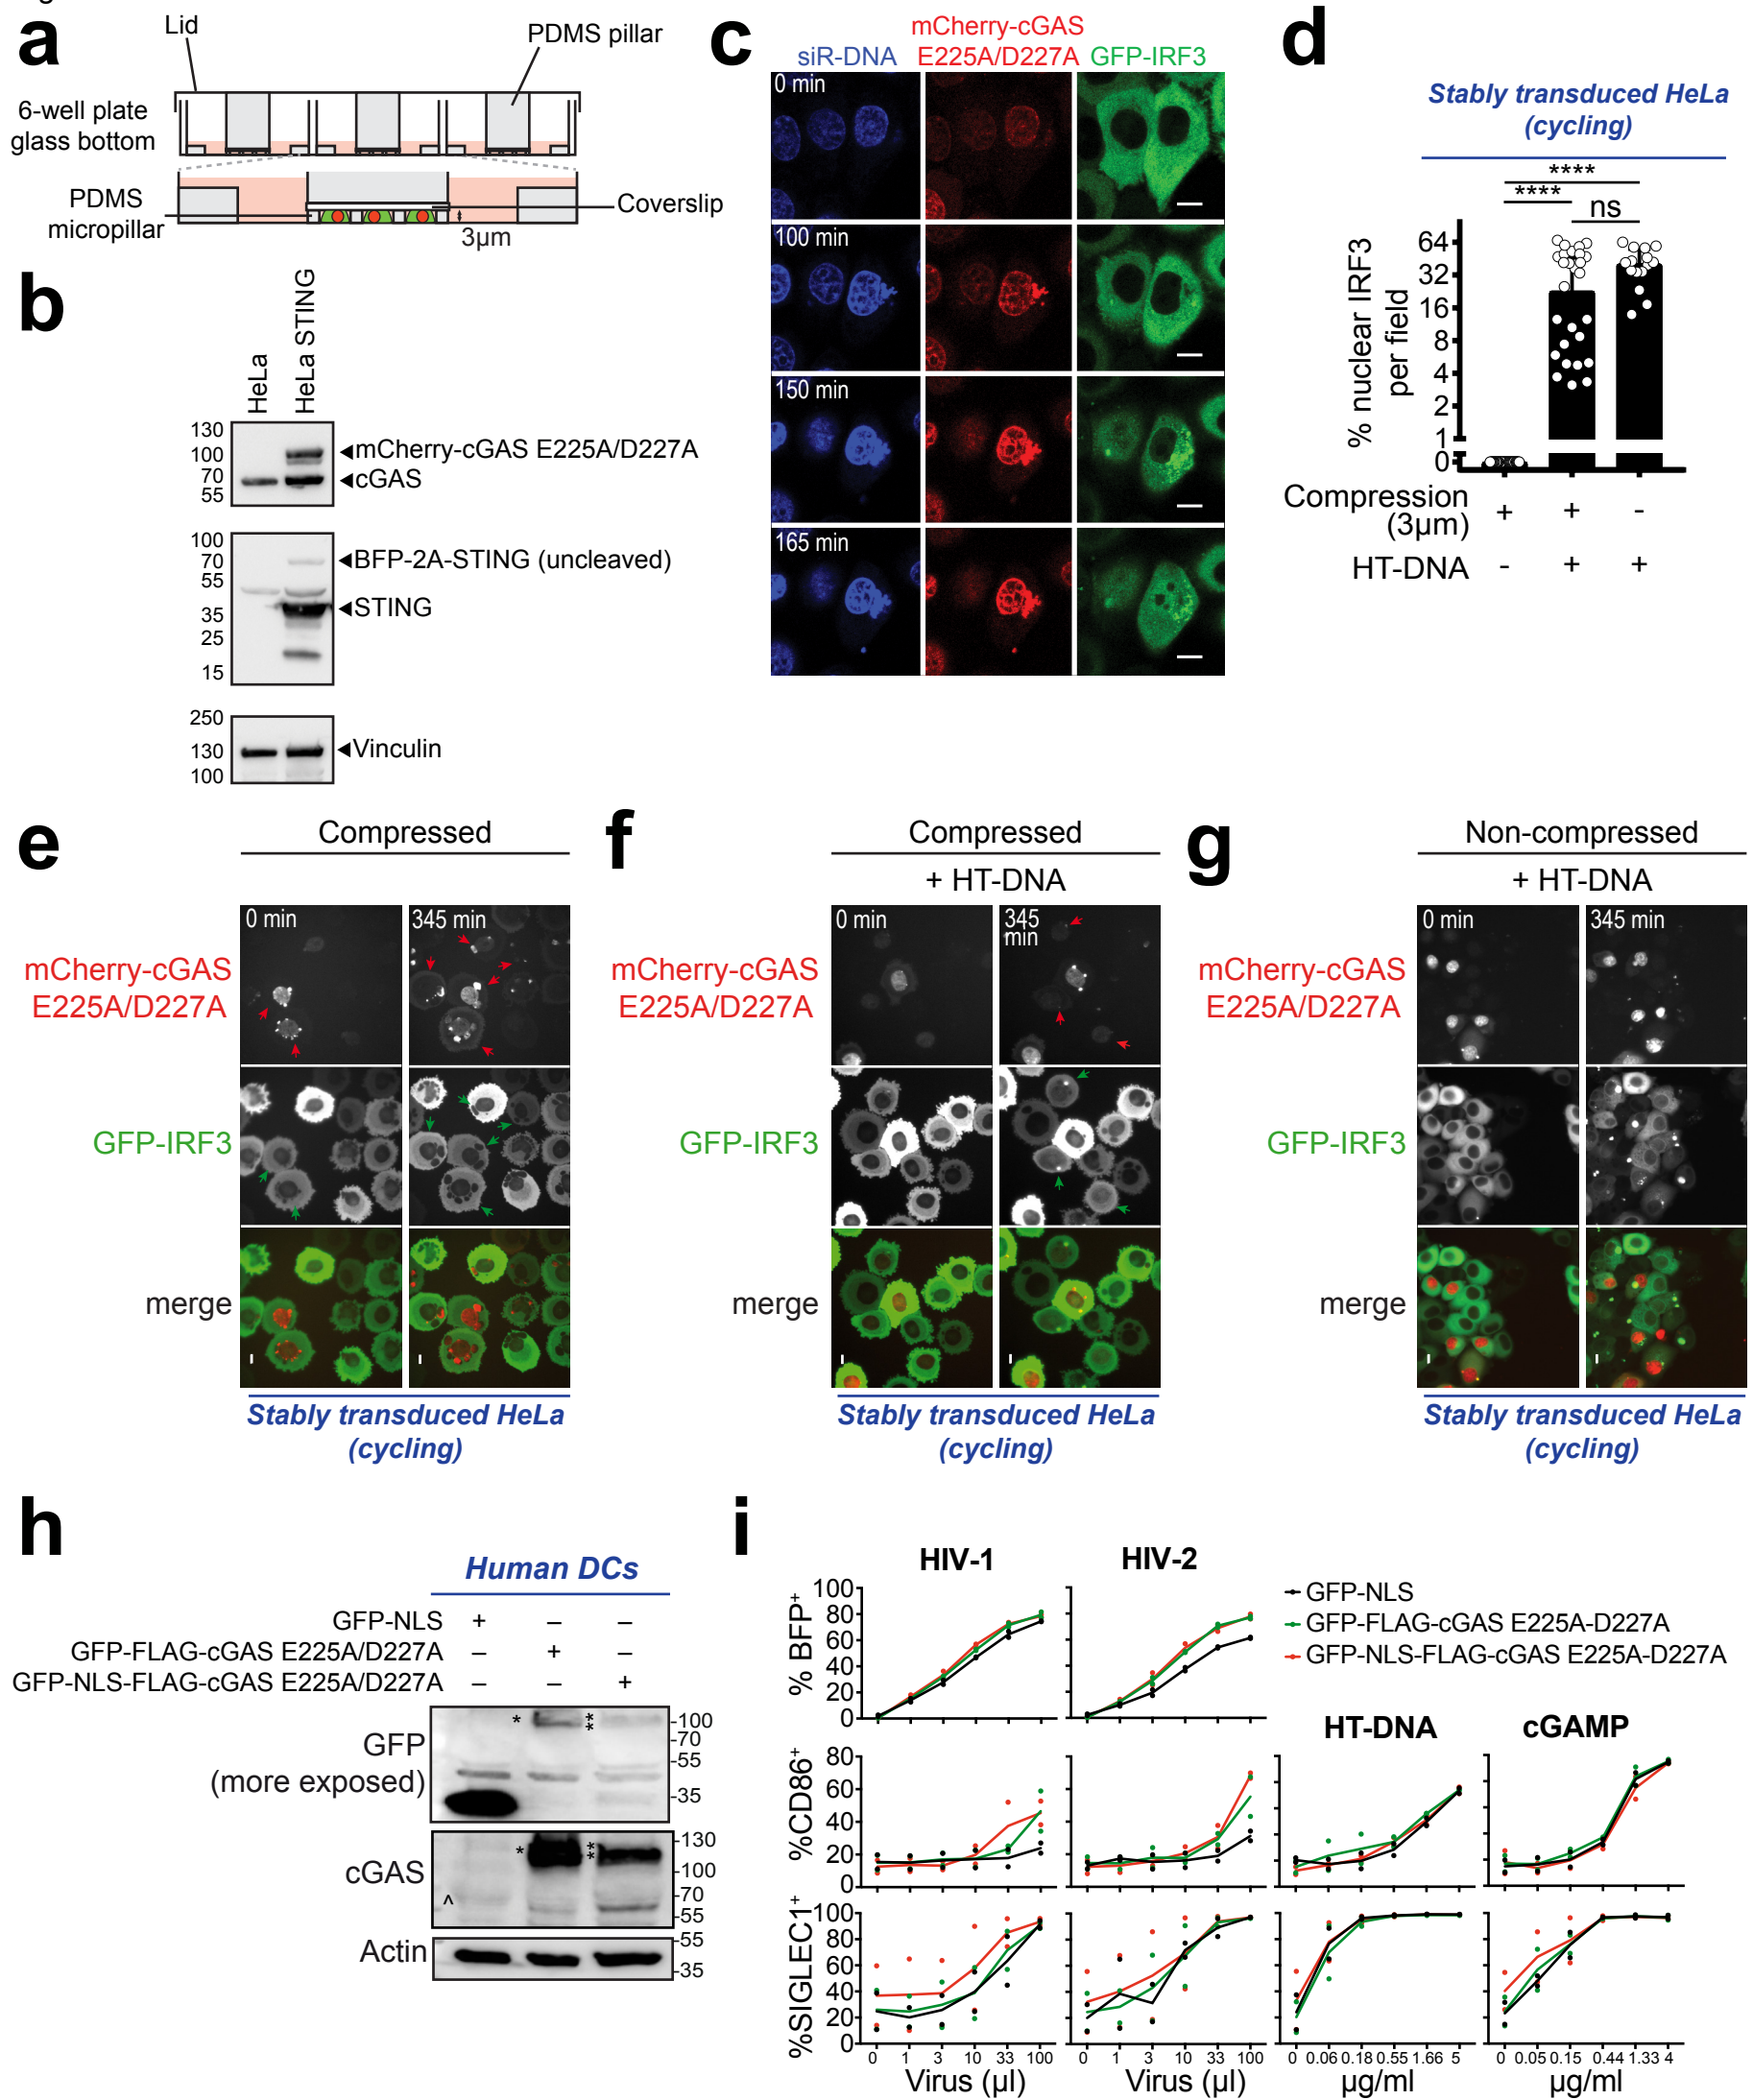 a
Lid
PDMS pillar
6-well plate
glass bottom
PDMS
micropillar
Coverslip
3µm
b
HeLa
HeLa STING
130
100
70
55
mCherry-cGAS E225A/D227A
cGAS
100
70
55
35
25
15
BFP-2A-STING (uncleaved)
STING
250
130
100
Vinculin
c
siR-DNA
mCherry-cGAS
E225A/D227A
GFP-IRF3
0 min
100 min
150 min
165 min
d
Stably transduced HeLa
(cycling)
****
****
ns
% nuclear IRF3
per field
64
32
16
8
4
2
1
0
Compression
(3µm)
+ + -
HT-DNA - + +
e
Compressed
0 min
345 min
mCherry-cGAS
E225A/D227A
GFP-IRF3
merge
Stably transduced HeLa
(cycling)
f
Compressed
+ HT-DNA
0 min
345
min
mCherry-cGAS
E225A/D227A
GFP-IRF3
merge
Stably transduced HeLa
(cycling)
g
Non-compressed
+ HT-DNA
0 min
345 min
mCherry-cGAS
E225A/D227A
GFP-IRF3
merge
Stably transduced HeLa
(cycling)
h
Human DCs
GFP-NLS + – –
GFP-FLAG-cGAS E225A/D227A – + –
GFP-NLS-FLAG-cGAS E225A/D227A – – +
GFP
(more exposed)
* * *
-100
-70
-55
-35
cGAS
* * *
^
-130
-100
-70
-55
Actin
-55
-35
i
HIV-1
HIV-2
GFP-NLS
GFP-FLAG-cGAS E225A-D227A
GFP-NLS-FLAG-cGAS E225A-D227A
% BFP+
100
80
60
40
20
0
HT-DNA
cGAMP
%CD86+
80
60
40
20
0
%SIGLEC1+
100
80
60
40
20
0
0 1 3 10 33 100
Virus (µl)
0 1 3 10 33 100
Virus (µl)
0 0.06 0.18 0.55 1.66 5
µg/ml
0 0.05 0.15 0.44 1.33 4
µg/ml